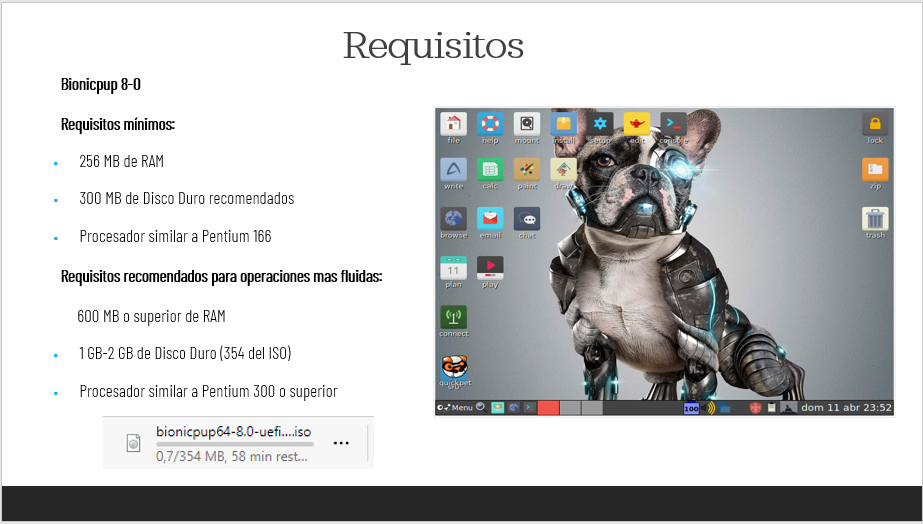 Requisitos
Bionicpup 8-0
Requisitos mínimos:
256 MB de RAM
300 MB de Disco Duro recomendados
Procesador similar a Pentium 166
Requisitos recomendados para operaciones mas fluidas:
600 MB o superior de RAM
1 GB-2 GB de Disco Duro (354 del ISO)
Procesador similar a Pentium 300 o superior
bionicpup64-8.0-uefi....iso
0,7/354 MB, 58 min rest...
file help mount install setup edit console lock
write calc paint draw zip
browse email chat trash
11
plan play
connect
quickpet
Menu 100 dom 11 abr 23:52